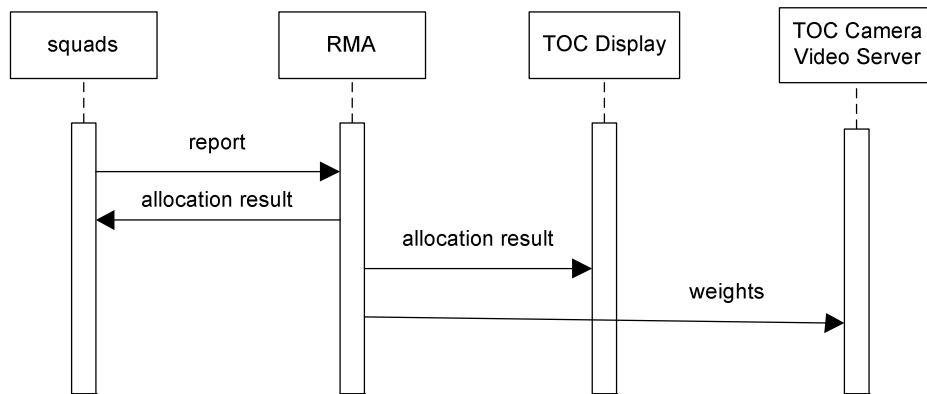 squads
RMA
TOC Display
TOC Camera
Video Server
report
allocation result
allocation result
weights